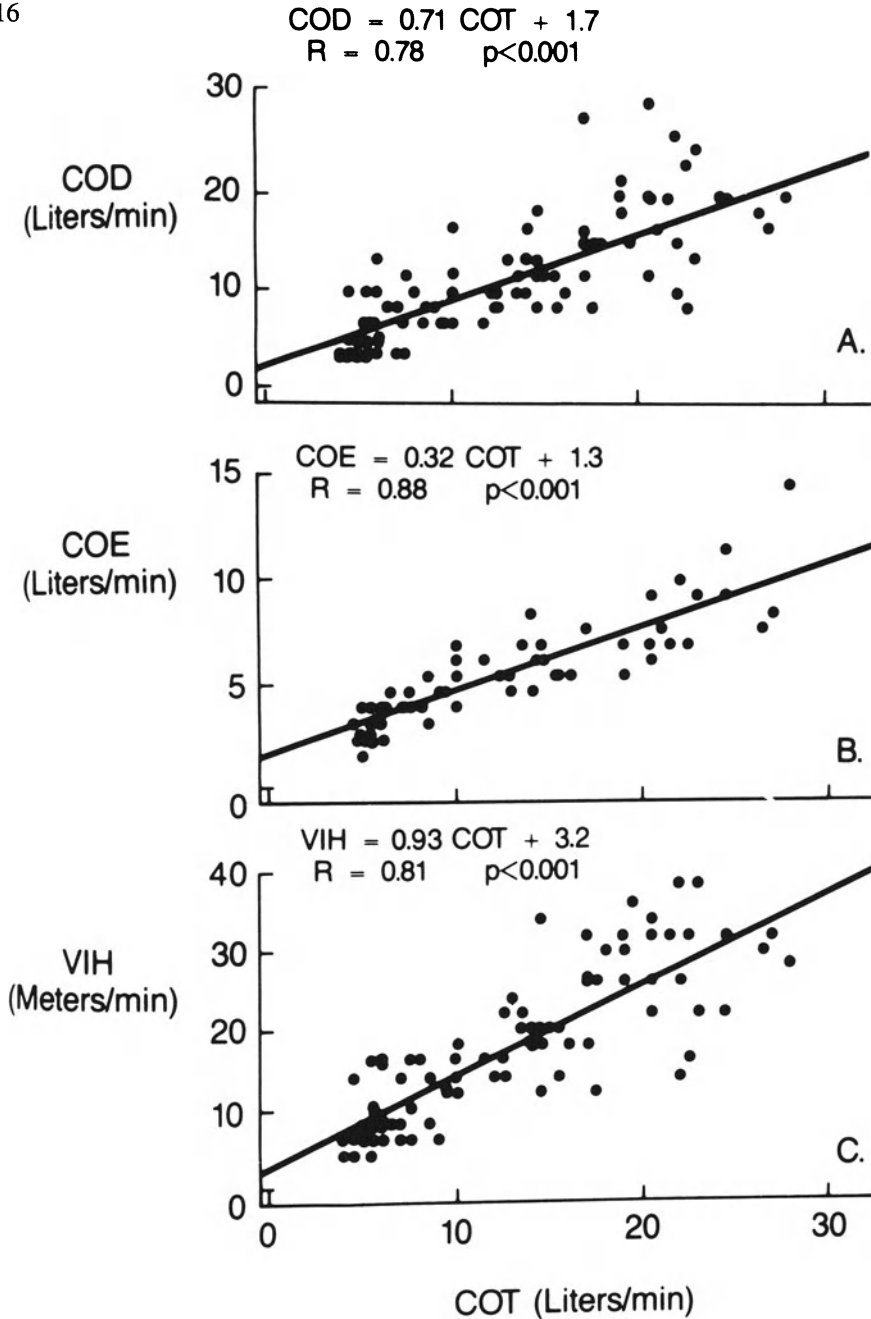 16
COD = 0.71 COT + 1.7
R = 0.78 p<0.001
30
COD
(Liters/min)
20
10
0
A.
COE = 0.32 COT + 1.3
R = 0.88 p<0.001
15
COE
(Liters/min)
10
5
0
B.
VIH = 0.93 COT + 3.2
R = 0.81 p<0.001
40
VIH
(Meters/min)
30
20
10
0
C.
0 10 20 30
COT (Liters/min)